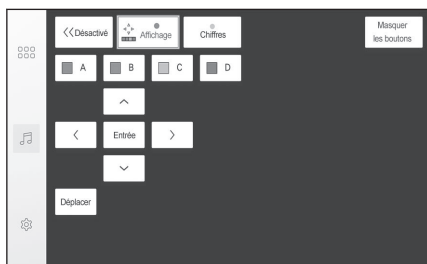 Désactivé
Affichage
Chiffres
Masquer
les boutons
A
B
C
D
Entrée
Déplacer